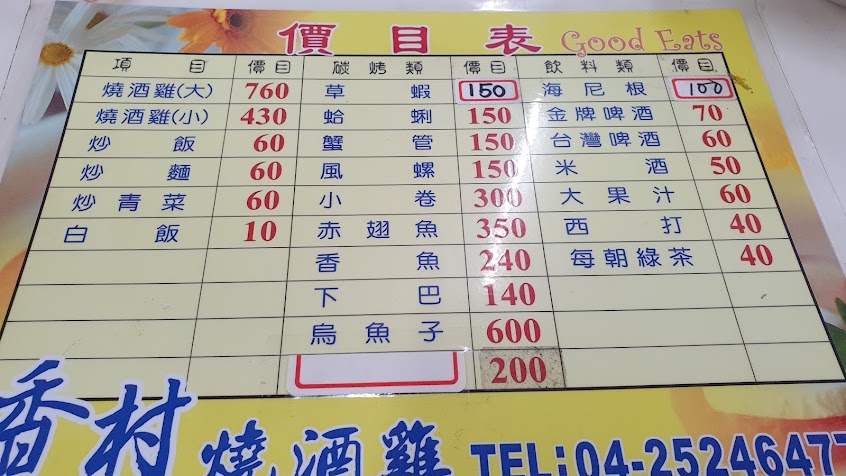 價目表 Good Eats
項目 價目 碳烤類 價目 飲料類 價目
燒酒雞(大) 760 草蝦 150 海尼根 100
燒酒雞(小) 430 蛤蜊 150 金牌啤酒 70
炒飯 60 蟹管 150 台灣啤酒 60
炒麵 60 風螺 150 米酒 50
炒青菜 60 小卷 300 大果汁 60
白飯 10 赤翅魚 350 西打 40
香魚 240 每朝綠茶 40
下巴 140
烏魚子 600
200
香村燒酒雞 TEL:04-25246477